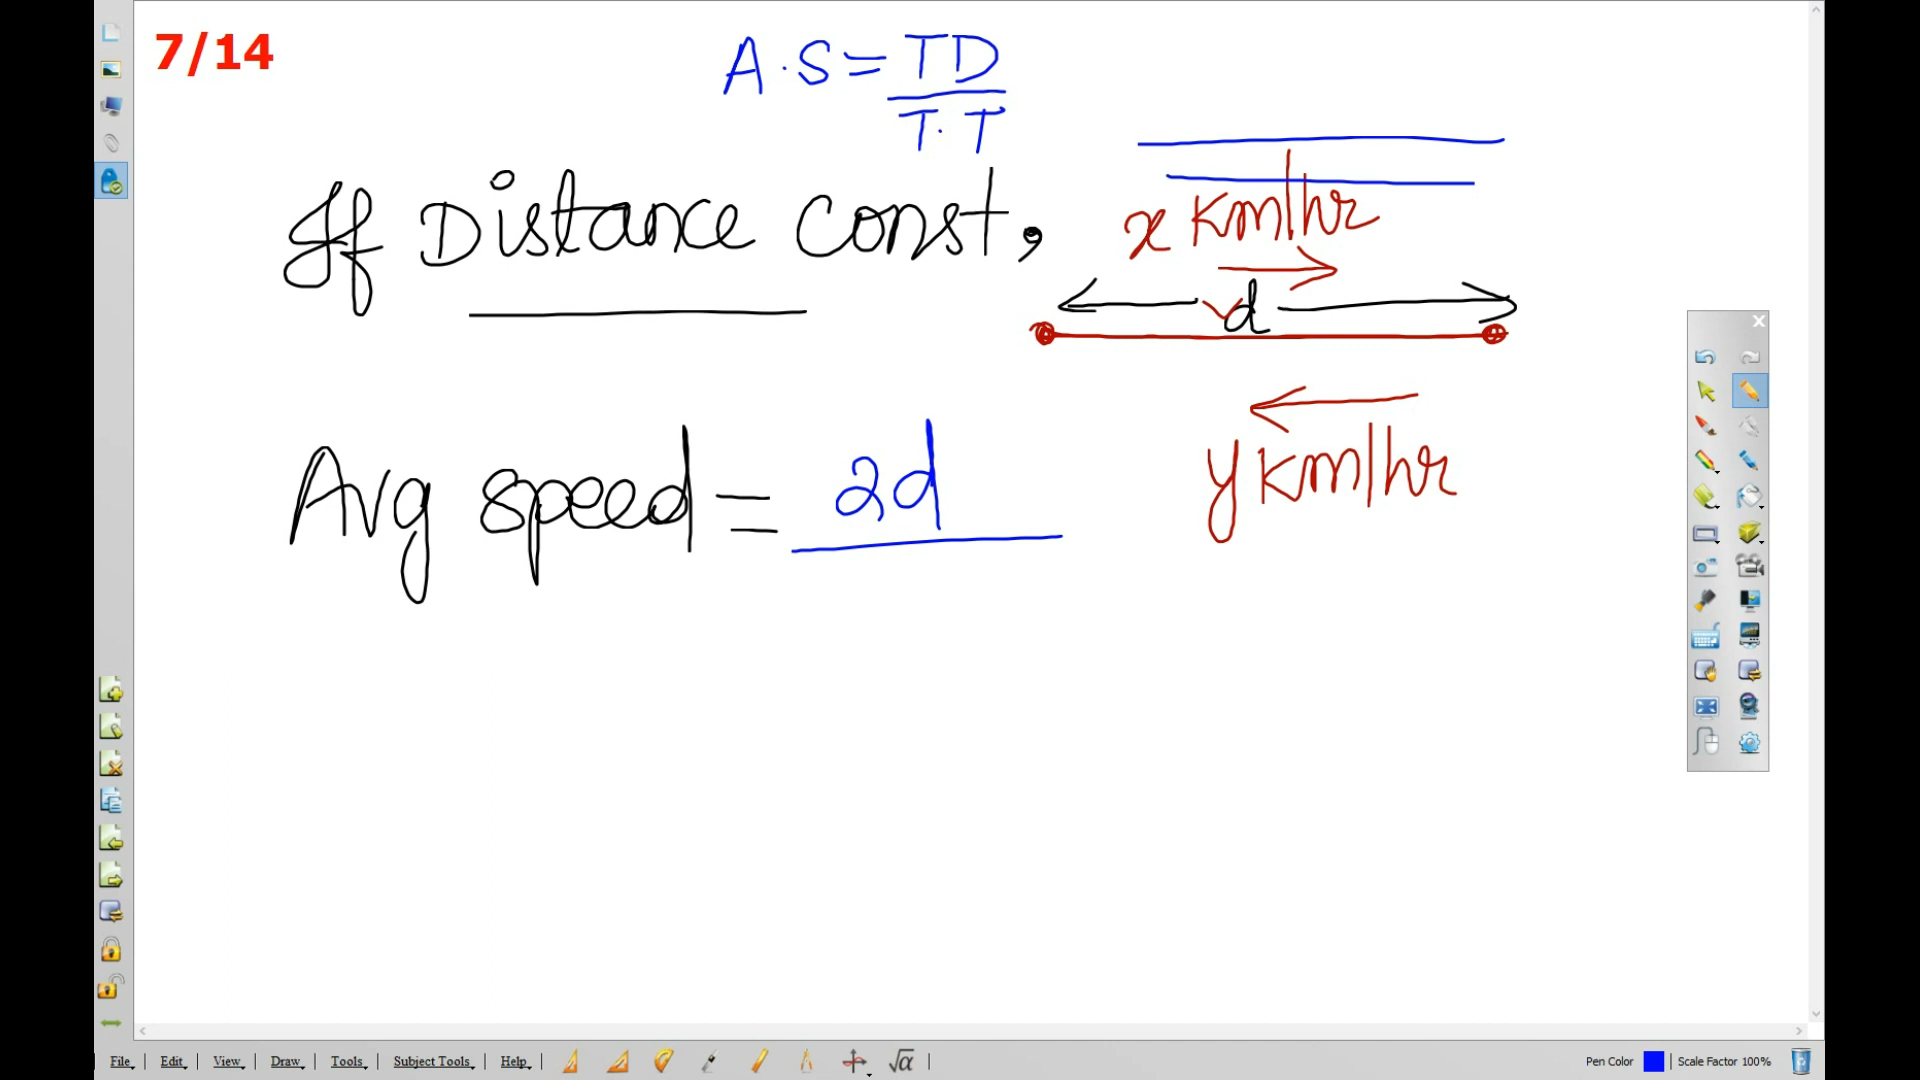 7/14
A.S = TD
T.T
If Distance const,
x Km/hr
d
Avg speed = 2d
y Km/hr
File Edit View Draw Tools Subject Tools Help
Pen Color Scale Factor 100%